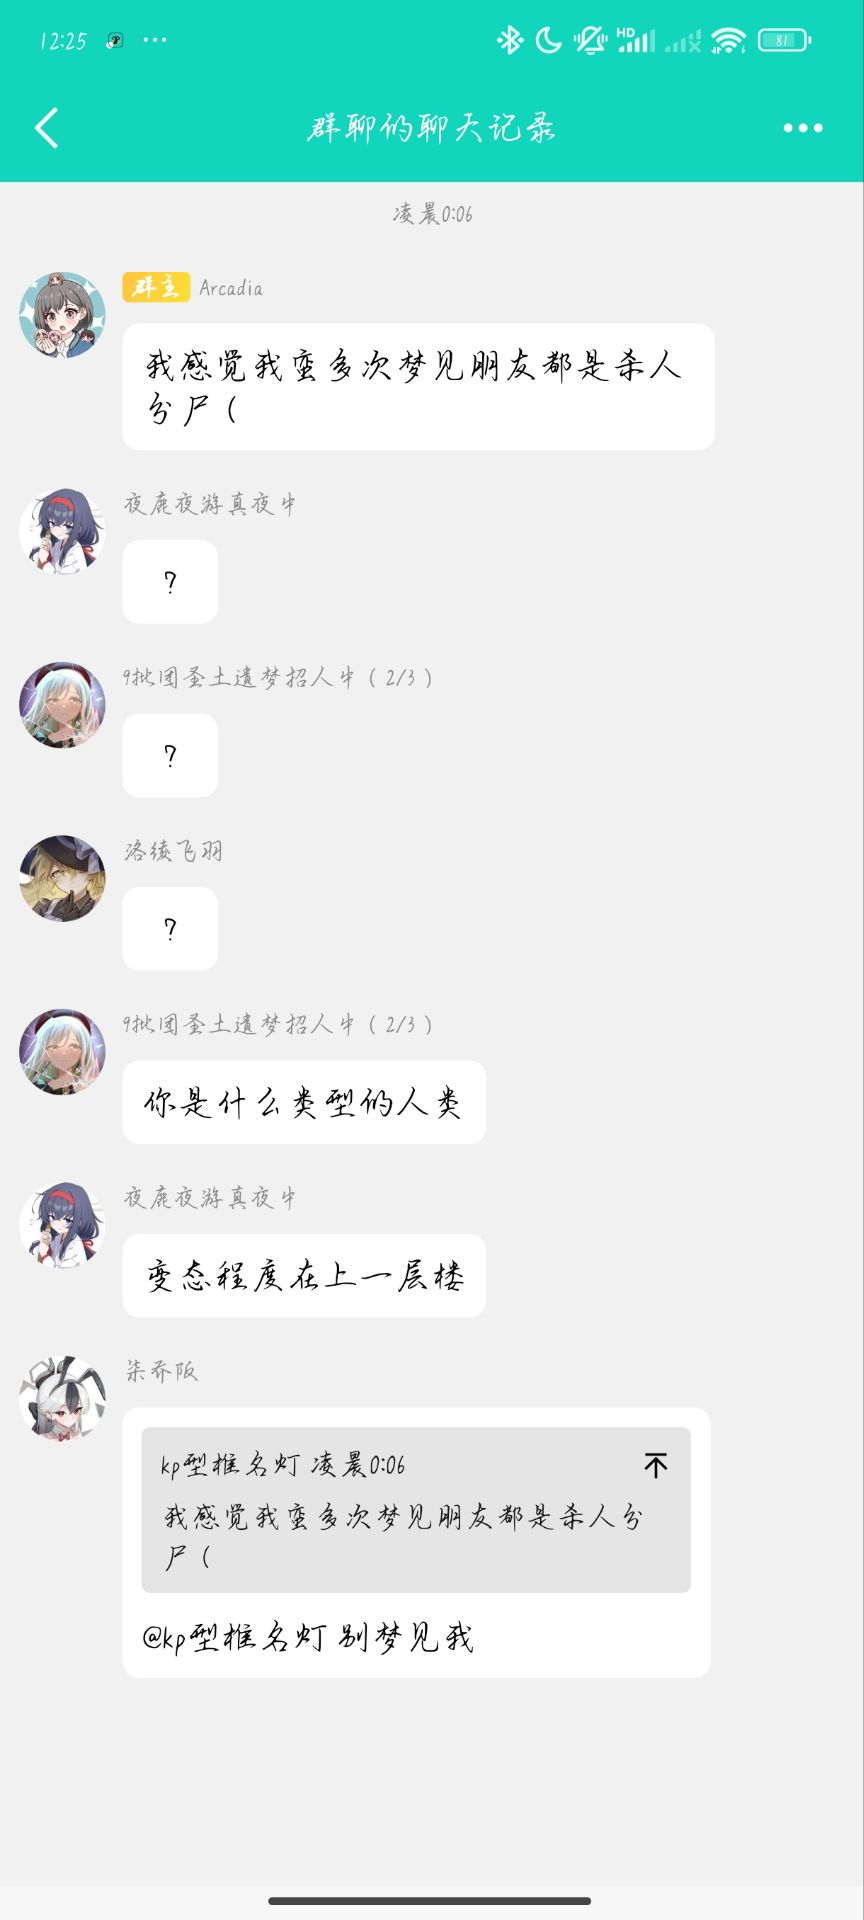 12:25
HD
81
群聊的聊天记录
凌晨0:06
群主 Arcadia
我感觉我蛮多次梦见朋友都是杀人
分尸（
夜鹿夜游真夜中
？
9批团圣土遗梦招人中（2/3）
？
洛绫飞羽
？
9批团圣土遗梦招人中（2/3）
你是什么类型的人类
夜鹿夜游真夜中
变态程度在上一层楼
柒乔阪
kp型椎名灯 凌晨0:06
我感觉我蛮多次梦见朋友都是杀人分
尸（
@kp型椎名灯 别梦见我